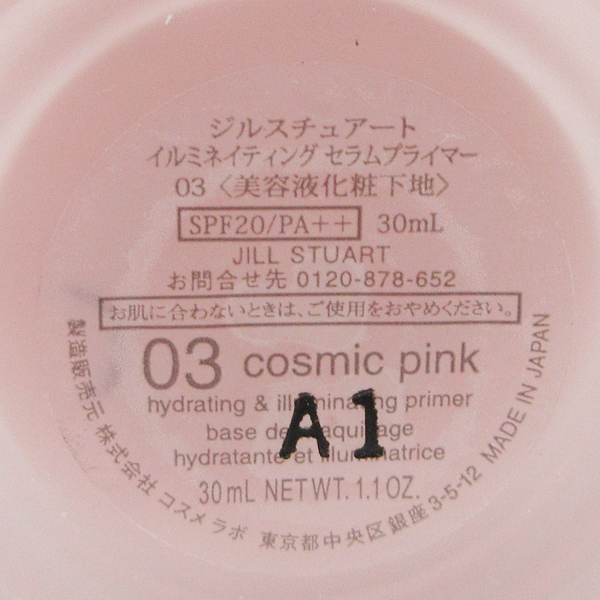 ジルスチュアート
イルミネイティング セラムプライマー
03 〈美容液化粧下地〉
SPF20/PA++ 30mL
JILL STUART
お問合せ先 0120-878-652
お肌に合わないときは、ご使用をおやめください。
03 cosmic pink
hydrating & illuminating primer
base de maquillage
hydratante et illuminatrice
A1
30mL NET WT. 1.1 OZ.
製造販売元 株式会社 コスメラボ 東京都中央区銀座3-5-12 MADE IN JAPAN